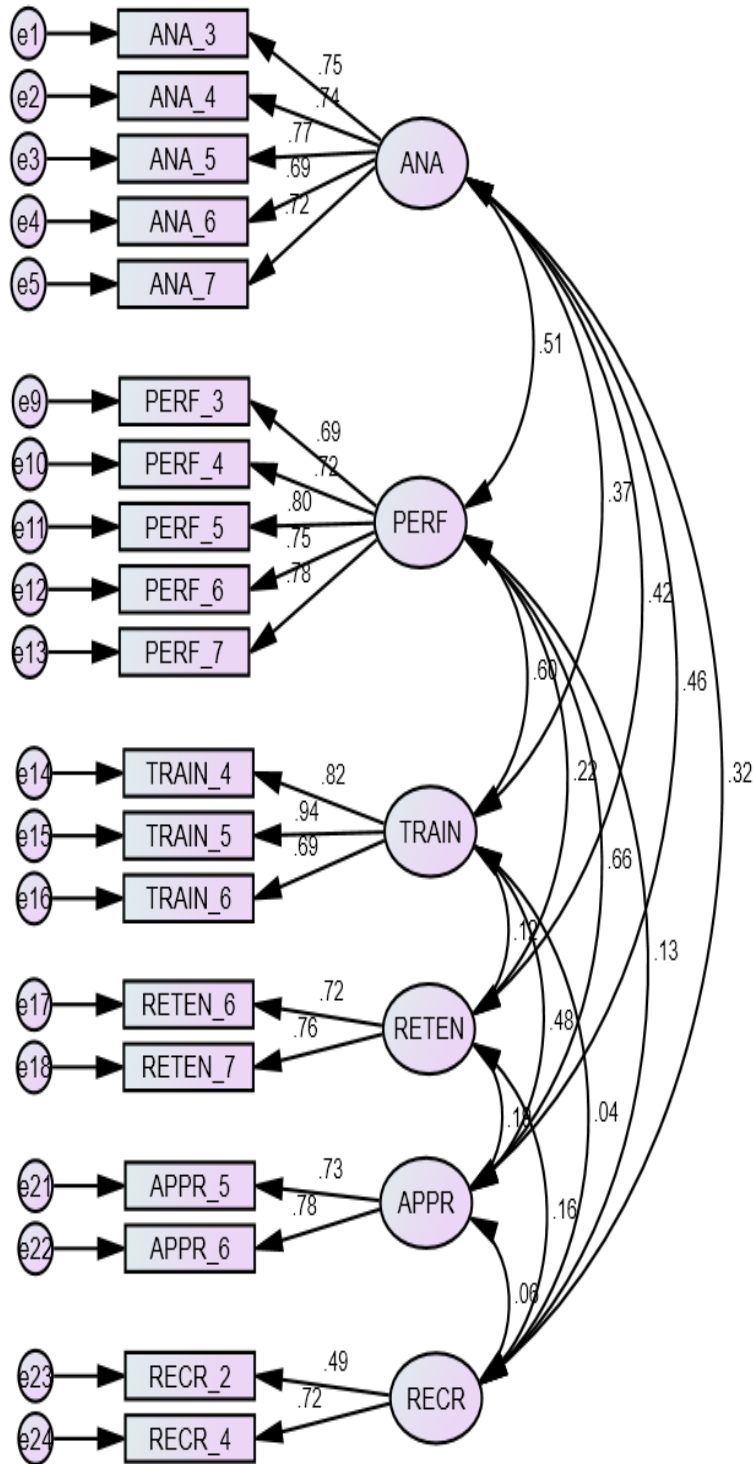 e1 ANA_3 .75
e2 ANA_4 .74
e3 ANA_5 .77 ANA
e4 ANA_6 .69
e5 ANA_7 .72
.51
e9 PERF_3 .69
e10 PERF_4 .72
.37
e11 PERF_5 .80 PERF
e12 PERF_6 .75
.42
e13 PERF_7 .78
.60
.46
e14 TRAIN_4 .82
.22
.32
e15 TRAIN_5 .94 TRAIN
.66
e16 TRAIN_6 .69
.12
.13
e17 RETEN_6 .72
.48
RETEN
e18 RETEN_7 .76
.04
e21 APPR_5 .73
APPR
.16
e22 APPR_6 .78
.06
e23 RECR_2 .49
RECR
e24 RECR_4 .72